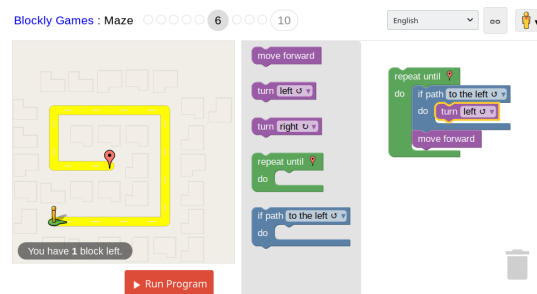 Blockly Games : Maze 6 10 English
move forward
turn left ↺ ▾
turn right ↻ ▾
repeat until
do
if path to the left ↺ ▾
do
repeat until
do if path to the left ↺ ▾
do turn left ↺ ▾
move forward
You have 1 block left.
Run Program